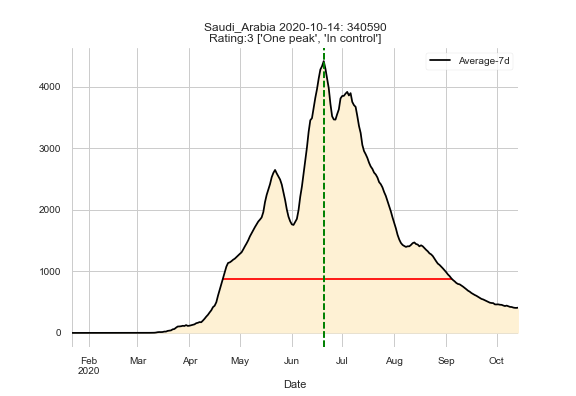 Saudi_Arabia 2020-10-14: 340590
Rating:3 ['One peak', 'In control']
Average-7d
4000
3000
2000
1000
0
Feb Mar Apr May Jun Jul Aug Sep Oct
2020
Date